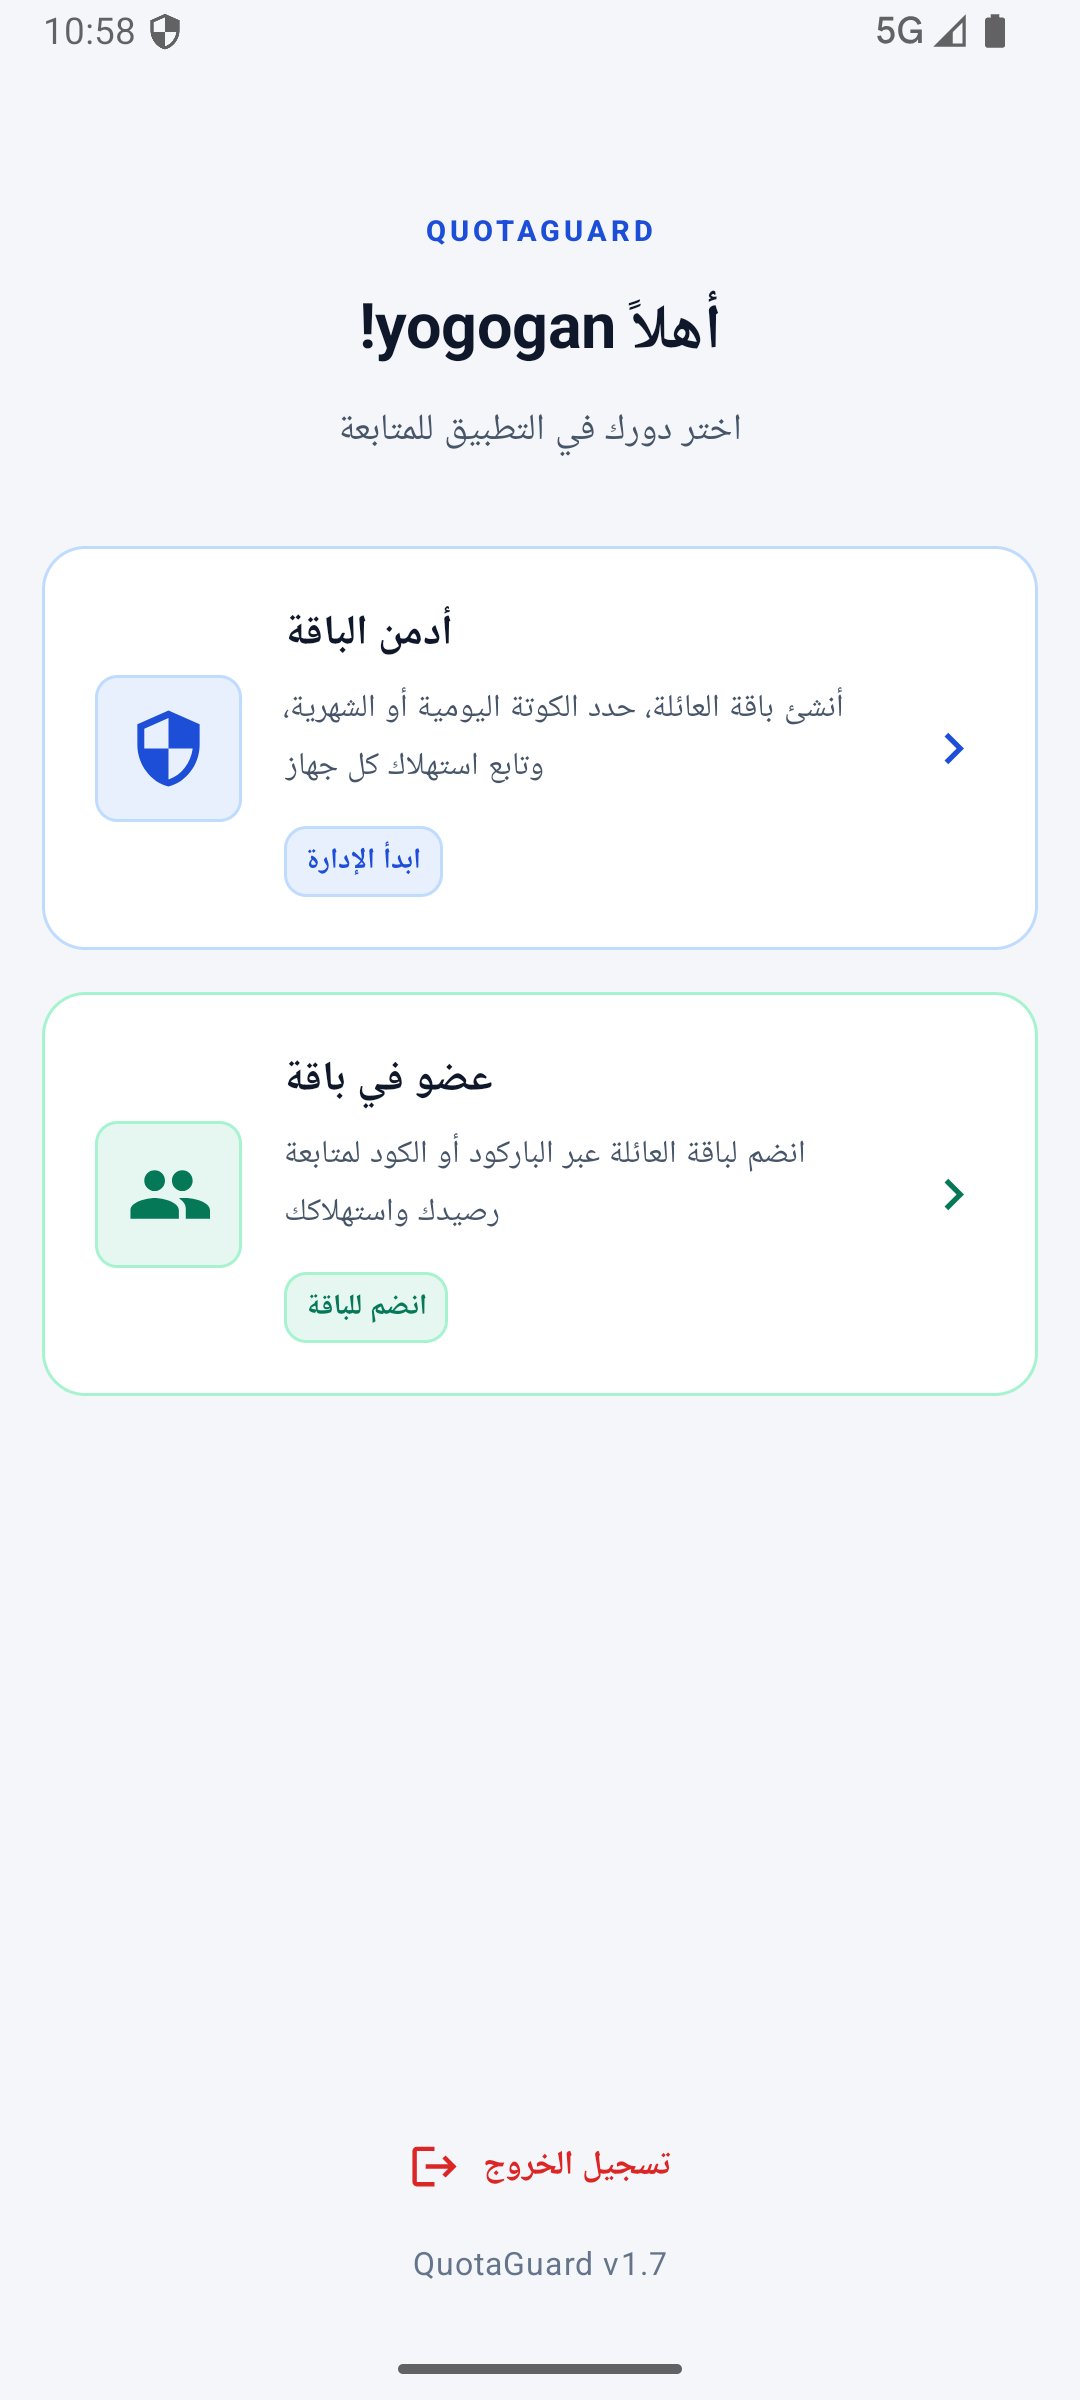 10:58
5G
QUOTAGUARD
أهلاً yogogan!
اختر دورك في التطبيق للمتابعة
أدمن الباقة
أنشئ باقة العائلة، حدد الكوتة اليومية أو الشهرية،
وتابع استهلاك كل جهاز
ابدأ الإدارة
عضو في باقة
انضم لباقة العائلة عبر الباركود أو الكود لمتابعة
رصيدك واستهلاكك
انضم للباقة
تسجيل الخروج
QuotaGuard v1.7